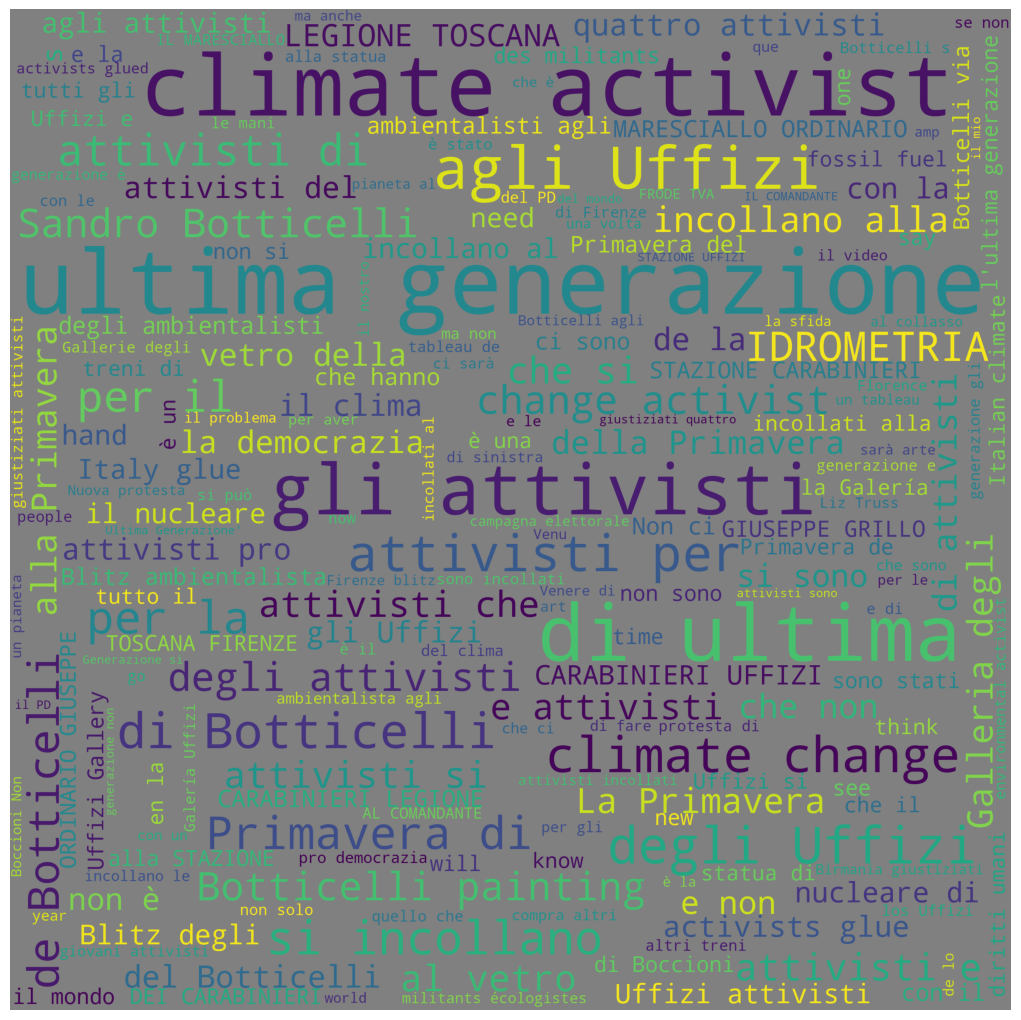 agli attivisti
ma anche
LEGIONE TOSCANA
quattro attivisti
se non
IL MARESCIALLO
e la
alla statua
des militants
que
Botticelli s
activists glued
climate activist
che è
one
tutti gli
Uffizi e
le mani
ambientalisti agli
MARESCIALLO ORDINARIO
amp
il mio
Botticelli via
l'ultima generazione
attivisti di
è stato
agli Uffizi
fossil fuel
generazione è
attivisti del
pianeta al
del PD
FRODE TVA
IL COMANDANTE
con la
con le
Sandro Botticelli
need
di Firenze
una volta
incollano alla
say
non si
incollano al
Primavera del
STAZIONE UFFIZI
il video
ultima generazione
degli ambientalisti
Botticelli agli
la sfida
al collasso
Gallerie degli
vetro della
ma non
tableau de
ci sono
de la
IDROMETRIA
treni di
che hanno
ci sarà
che si
STAZIONE CARABINIERI
Florence
un tableau
generazione gli
Italian climate
giustiziati attivisti
alla Primavera
per il
è un
il clima
il problema
per aver
change activist
e le
giustiziati quattro
incollati alla
hand
la democrazia
incollati al
è una
della Primavera
sarà arte
di attivisti
Italy glue
di sinistra
generazione e
Nuova protesta
si può
gli attivisti
la Galería
people
il nucleare
now
Liz Truss
Ultima Generazione'
campagna elettorale
Non ci
GIUSEPPE GRILLO
attivisti pro
Venu
attivisti per
Primavera de
Blitz ambientalista
Firenze blitz
sono incollati
Venere di
non sono
si sono
che sono
per le
un pianeta
tutto il
per la
attivisti che
art
attivisti sono
e di
Galleria degli
environmental activist
gli Uffizi
di ultima
time
TOSCANA FIRENZE
è il
del clima
Generazione si
go
degli attivisti
CARABINIERI UFFIZI
sono stati
de Botticelli
ORDINARIO GIUSEPPE
il PD
Uffizi Gallery
generazione non
ambientalista agli
e attivisti
che non
di Botticelli
che ci
di fare
protesta di
think
Galería Uffizi
climate change
en la
attivisti si
attivisti incollati
Uffizi si
see
CARABINIERI LEGIONE
La Primavera
che il
Boccioni Non
AL COMANDANTE
new
Primavera di
per gli
degli Uffizi
alla STAZIONE
pro democrazia
will
know
incollano le
statua di
Birmania giustiziati
diritti umani
non è
Botticelli painting
è la
e non
nucleare di
year
non solo
quello che
compra altri
Blitz degli
si incollano
activists glue
giovani attivisti
altri treni
del Botticelli
al vetro
di Boccioni
attivisti e
de lo
il mondo
DEI CARABINIERI
world
militants écologistes
Uffizi attivisti
con il